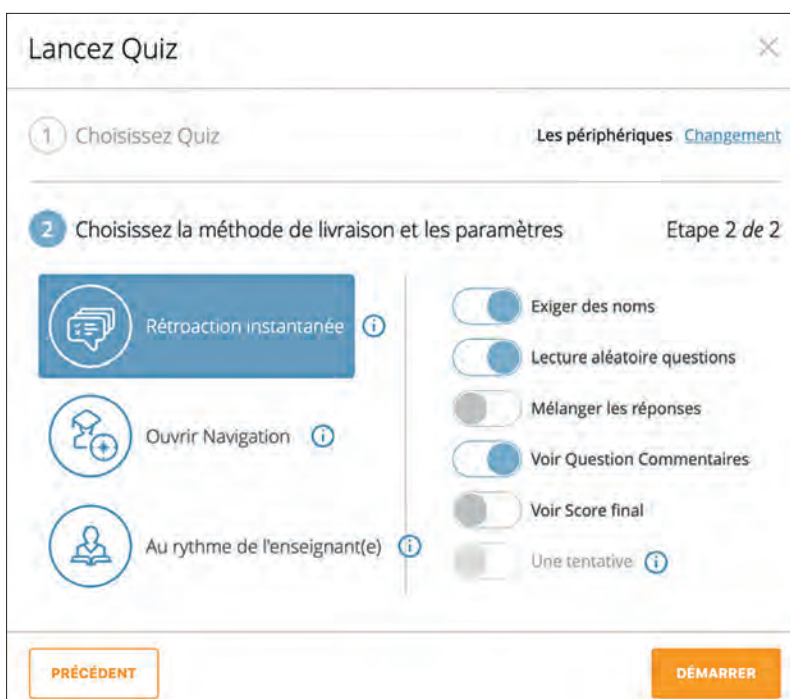 Lancez Quiz
1 Choisissez Quiz
Les périphériques Changement
2 Choisissez la méthode de livraison et les paramètres
Etape 2 de 2
Rétroaction instantanée
Ouvrir Navigation
Au rythme de l'enseignant(e)
Exiger des noms
Lecture aléatoire questions
Mélanger les réponses
Voir Question Commentaires
Voir Score final
Une tentative
PRÉCÉDENT
DÉMARRER